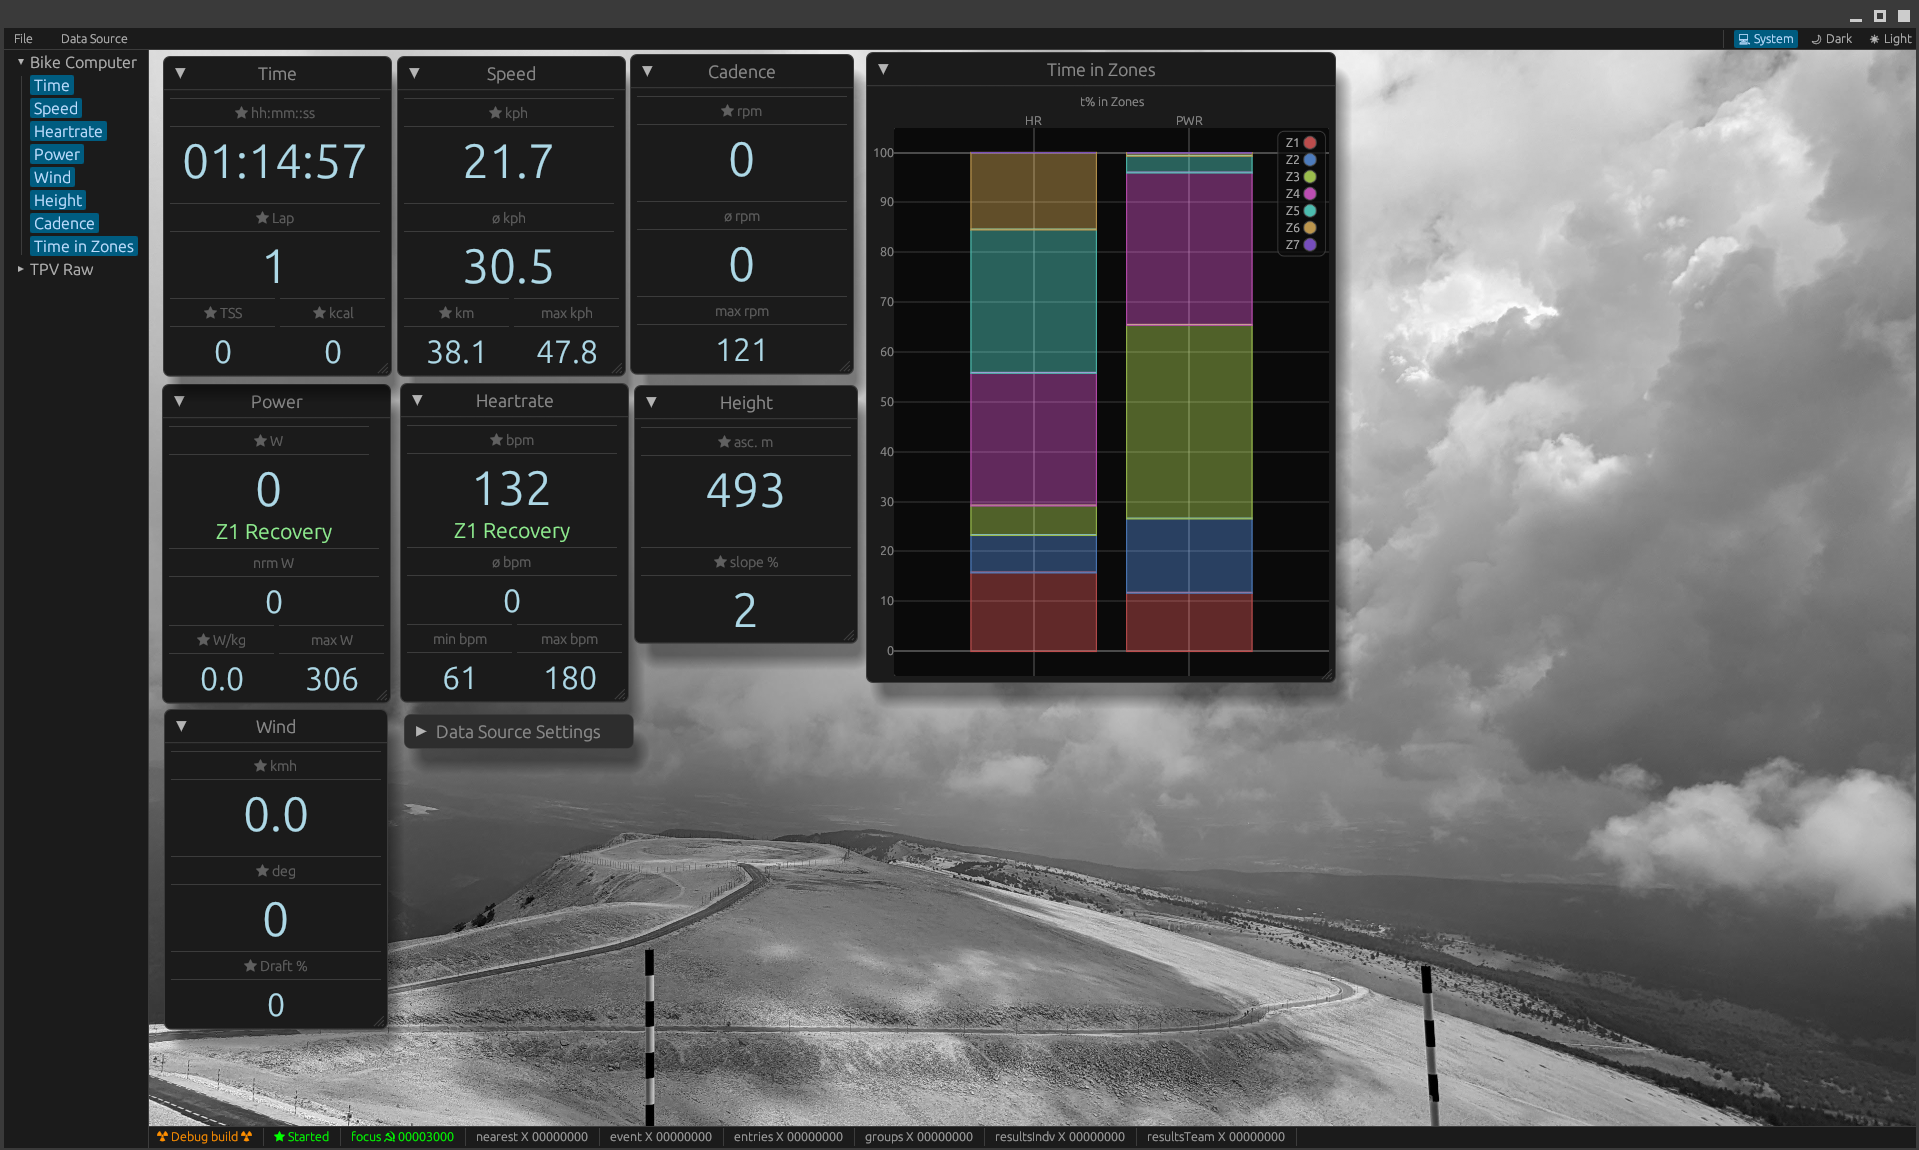 File Data Source
System Dark Light
Bike Computer
Time
Speed
Heartrate
Power
Wind
Height
Cadence
Time in Zones
TPV Raw
Time
hh:mm::ss
01:14:57
Lap
1
TSS kcal
0 0
Speed
kph
21.7
ø kph
30.5
km max kph
38.1 47.8
Cadence
rpm
0
ø rpm
0
max rpm
121
Time in Zones
t% in Zones
HR PWR
Z1
Z2
Z3
Z4
Z5
Z6
Z7
100
90
80
70
60
50
40
30
20
10
0
Power
W
0
Z1 Recovery
nrm W
0
W/kg max W
0.0 306
Heartrate
bpm
132
Z1 Recovery
ø bpm
0
min bpm max bpm
61 180
Height
asc. m
493
slope %
2
Wind
kmh
0.0
deg
0
Draft %
0
Data Source Settings
Debug build Started focus 00003000 nearest X 00000000 event X 00000000 entries X 00000000 groups X 00000000 resultsIndv X 00000000 resultsTeam X 00000000